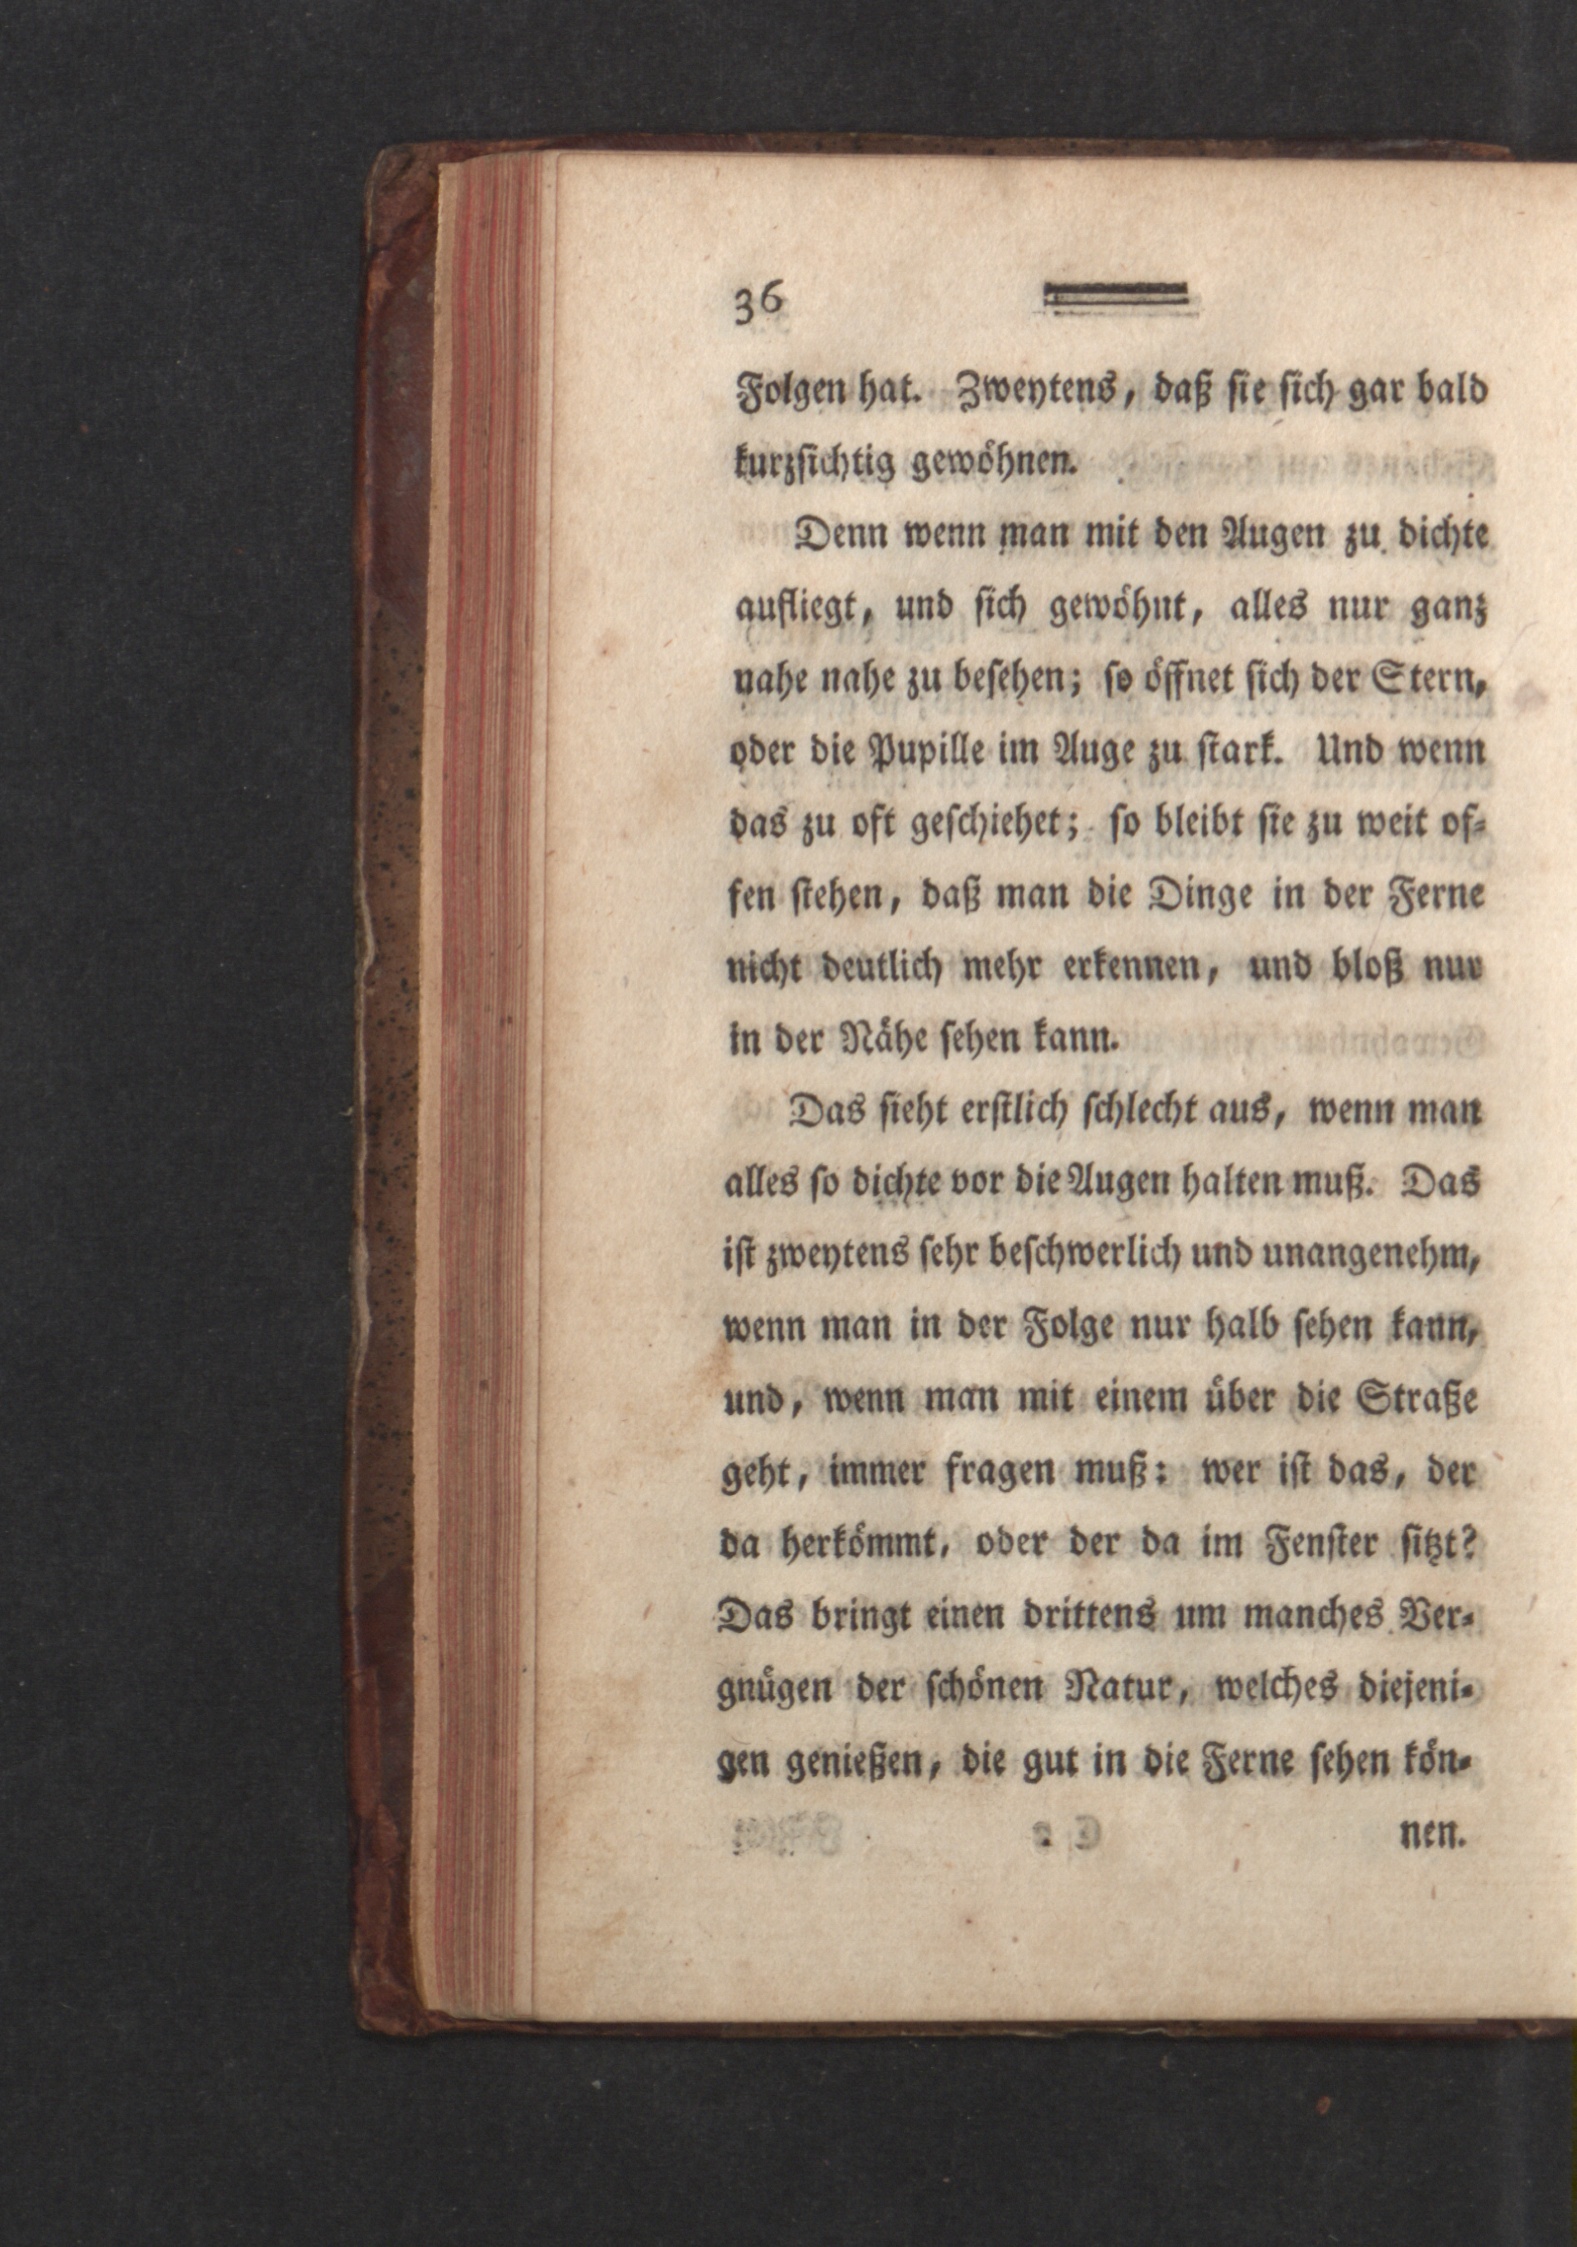 36
Folgen hat. Zweytens, daß ſie ſich gar bald
kurzſichtig gewöhnen.
Denn wenn man mit den Augen zu dichte
aufliegt, und ſich gewöhnt, alles nur ganz
nahe nahe zu beſehen; ſo öffnet ſich der Stern,
oder die Pupille im Auge zu ſtark. Und wenn
das zu oft geſchiehet; ſo bleibt ſie zu weit of⸗
fen ſtehen, daß man die Dinge in der Ferne
nicht deutlich mehr erkennen, und bloß nur
in der Nähe ſehen kann.
Das ſieht erſtlich ſchlecht aus, wenn man
alles ſo dichte vor die Augen halten muß. Das
iſt zweytens ſehr beſchwerlich und unangenehm,
wenn man in der Folge nur halb ſehen kann,
und, wenn man mit einem über die Straße
geht, immer fragen muß: wer iſt das, der
da herkömmt, oder der da im Fenſter ſitzt?
Das bringt einen drittens um manches Ver⸗
gnügen der ſchönen Natur, welches diejeni⸗
gen genießen, die gut in die Ferne ſehen kön⸗
nen.